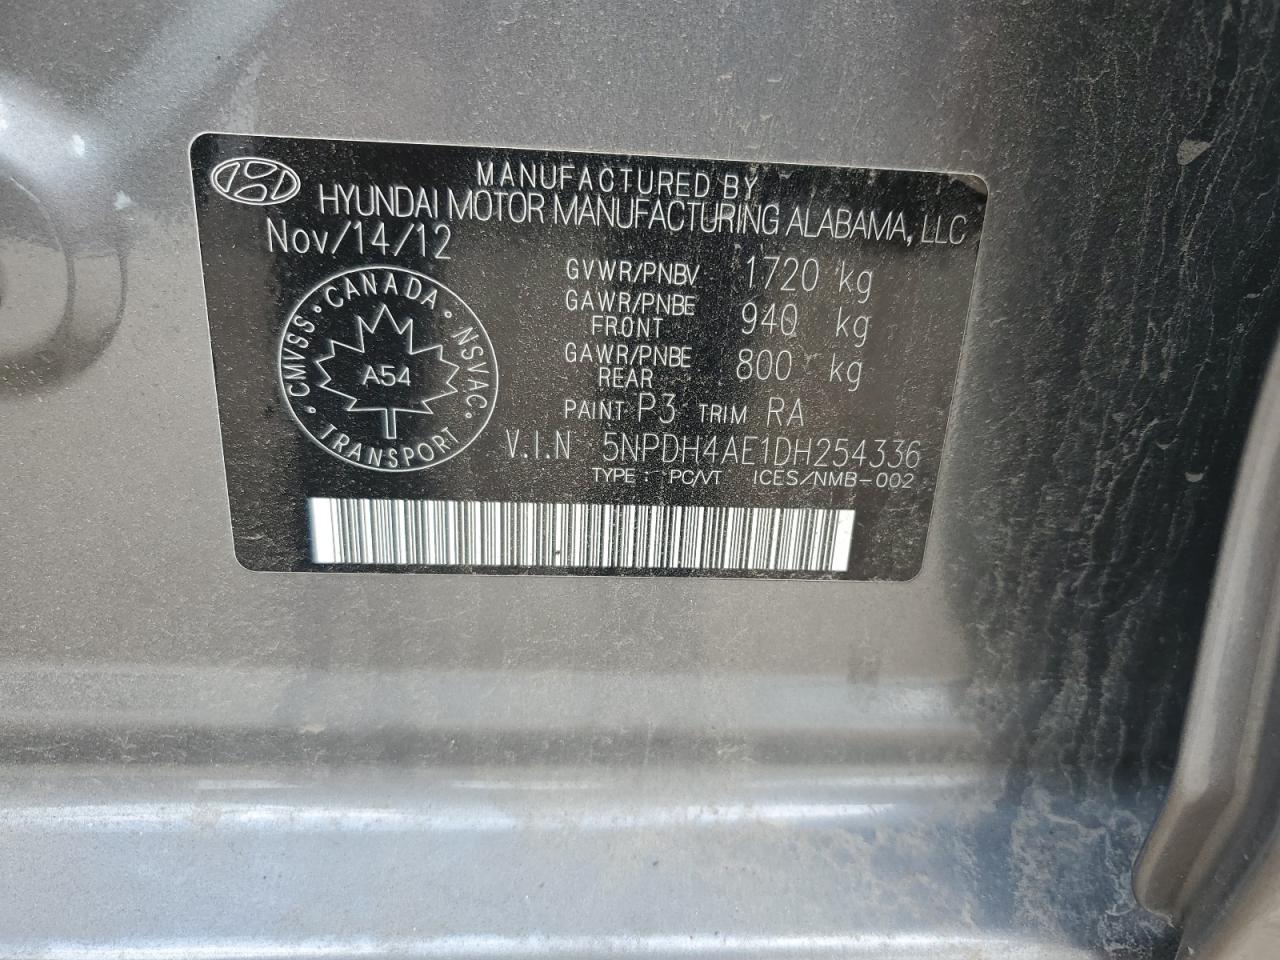 MANUFACTURED BY
HYUNDAI MOTOR MANUFACTURING ALABAMA, LLC
Nov/14/12
GVWR/PNBV 1720 kg
GAWR/PNBE FRONT 940 kg
GAWR/PNBE REAR 800 kg
PAINT P3 TRIM RA
V.I.N 5NPDH4AE1DH254336
TYPE: PC/VT ICES/NMB-002
CANADA
CMVSS · NSVAC
A54
TRANSPORT